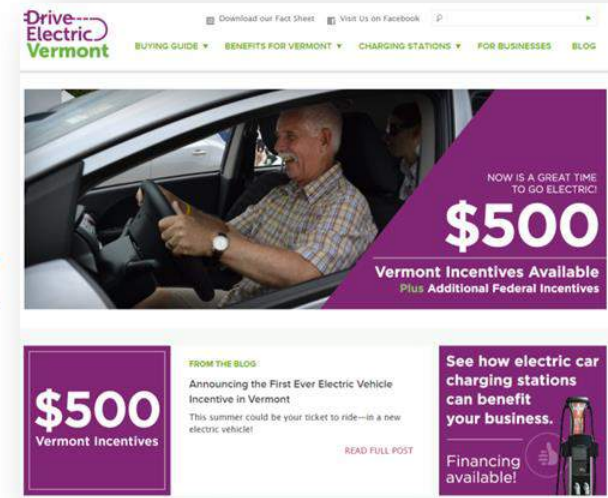 Drive
Electric
Vermont
Download our Fact Sheet
Visit Us on Facebook
BUYING GUIDE ▼
BENEFITS FOR VERMONT ▼
CHARGING STATIONS ▼
FOR BUSINESSES
BLOG
NOW IS A GREAT TIME
TO GO ELECTRIC!
$500
Vermont Incentives Available
Plus Additional Federal Incentives
$500
Vermont Incentives
FROM THE BLOG
Announcing the First Ever Electric Vehicle
Incentive in Vermont
This summer could be your ticket to ride—in a new
electric vehicle!
READ FULL POST
See how electric car
charging stations
can benefit
your business.
Financing
available!